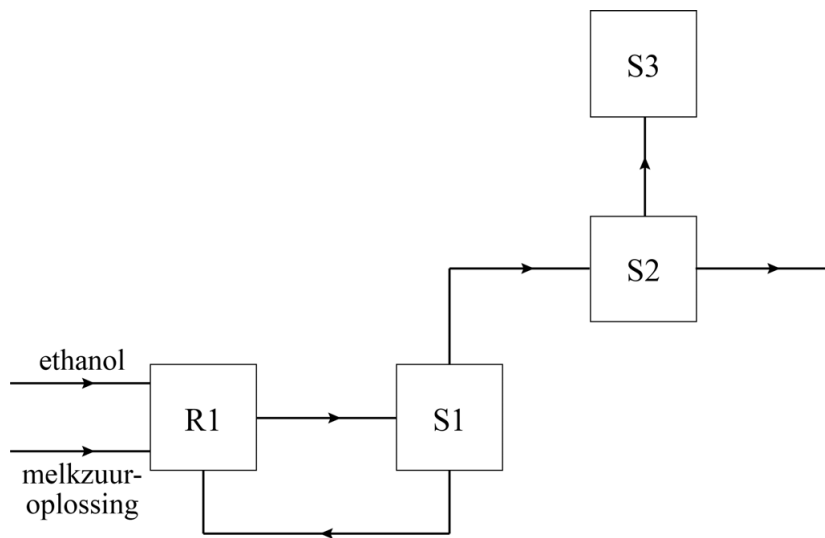 S3
S2
ethanol
R1
S1
melkzuur-
oplossing